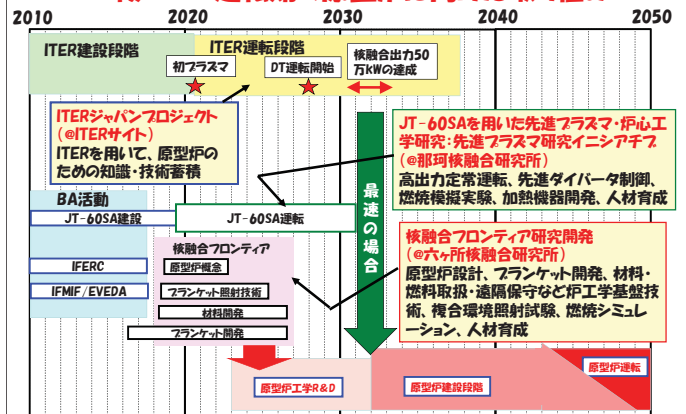 2010 2020 2030 2040 2050
ITER建設段階
ITER運転段階
初プラズマ
DT運転開始
核融合出力50
万kWの達成
ITERジャパンプロジェクト
(@ITERサイト)
ITERを用いて、原型炉の
ための知識・技術蓄積
JT-60SAを用いた先進プラズマ・炉心工
学研究:先進プラズマ研究イニシアチブ
(@那珂核融合研究所)
高出力定常運転、先進ダイバータ制御、
燃焼模擬実験、加熱機器開発、人材育成
BA活動
JT-60SA建設
JT-60SA運転
最速の場合
核融合フロンティア
IFERC
原型炉概念
IFMIF/EVEDA
ブランケット照射技術
材料開発
ブランケット開発
核融合フロンティア研究開発
(@六ヶ所核融合研究所)
原型炉設計、ブランケット開発、材料・
燃料取扱・遠隔保守など炉工学基盤技
術、複合環境照射試験、燃焼シミュレ
ーション、人材育成
原型炉工学R&D
原型炉建設段階
原型炉運転